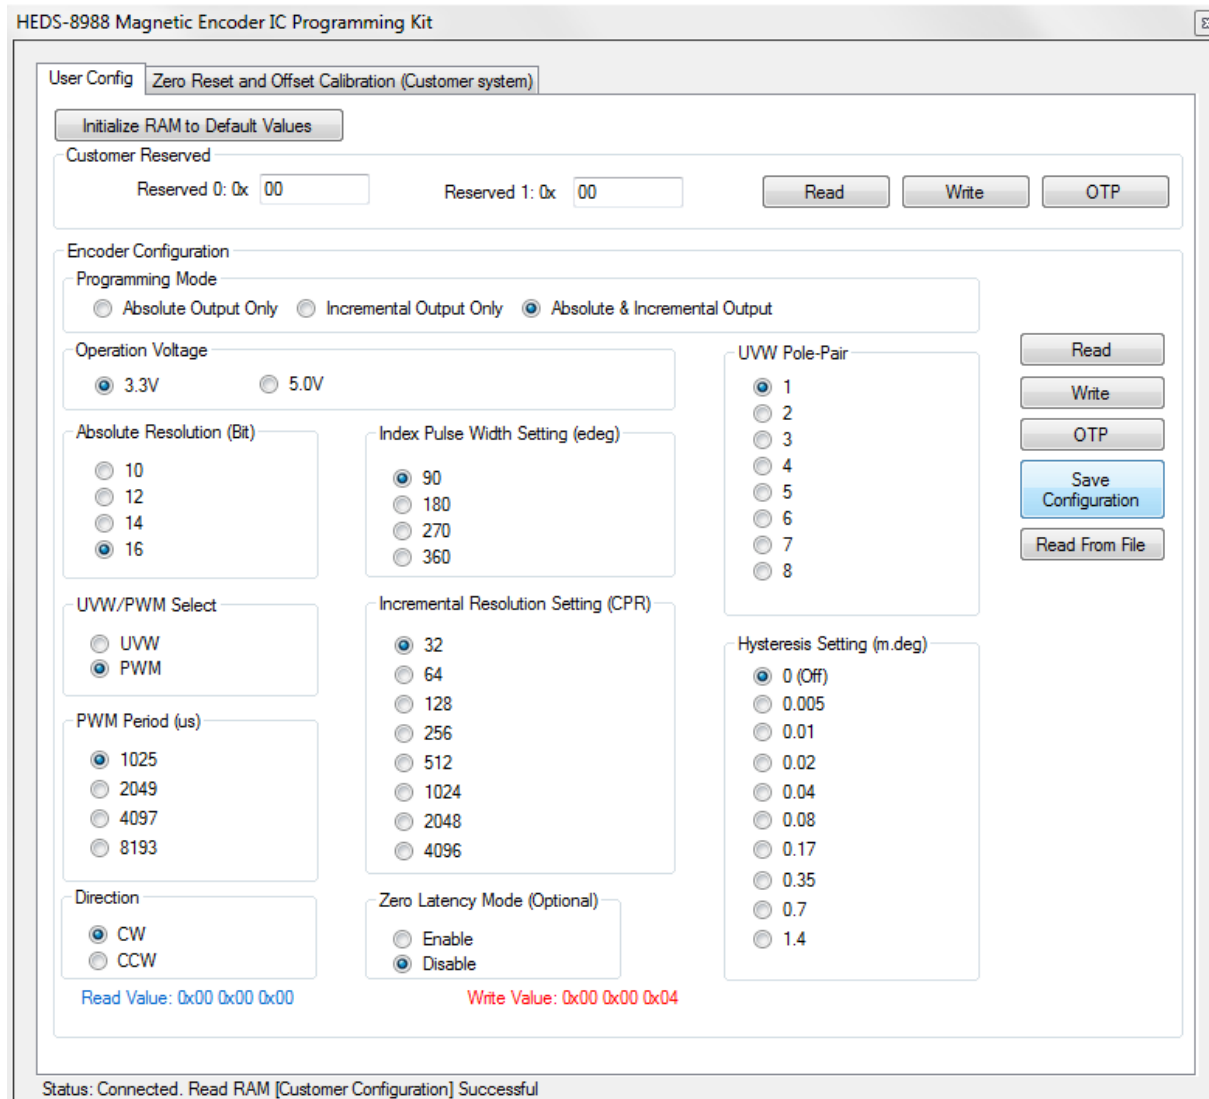 HEDS-8988 Magnetic Encoder IC Programming Kit
User Config
Zero Reset and Offset Calibration (Customer system)
Initialize RAM to Default Values
Customer Reserved
Reserved 0: 0x 00
Reserved 1: 0x 00
Read
Write
OTP
Encoder Configuration
Programming Mode
Absolute Output Only
Incremental Output Only
Absolute & Incremental Output
Operation Voltage
3.3V
5.0V
Absolute Resolution (Bit)
10
12
14
16
Index Pulse Width Setting (edeg)
90
180
270
360
UVW Pole-Pair
1
2
3
4
5
6
7
8
Read
Write
OTP
Save
Configuration
Read From File
UVW/PWM Select
UVW
PWM
Incremental Resolution Setting (CPR)
32
64
128
256
512
1024
2048
4096
Hysteresis Setting (m.deg)
0 (Off)
0.005
0.01
0.02
0.04
0.08
0.17
0.35
0.7
1.4
PWM Period (us)
1025
2049
4097
8193
Direction
CW
CCW
Zero Latency Mode (Optional)
Enable
Disable
Read Value: 0x00 0x00 0x00
Write Value: 0x00 0x00 0x04
Status: Connected. Read RAM [Customer Configuration] Successful